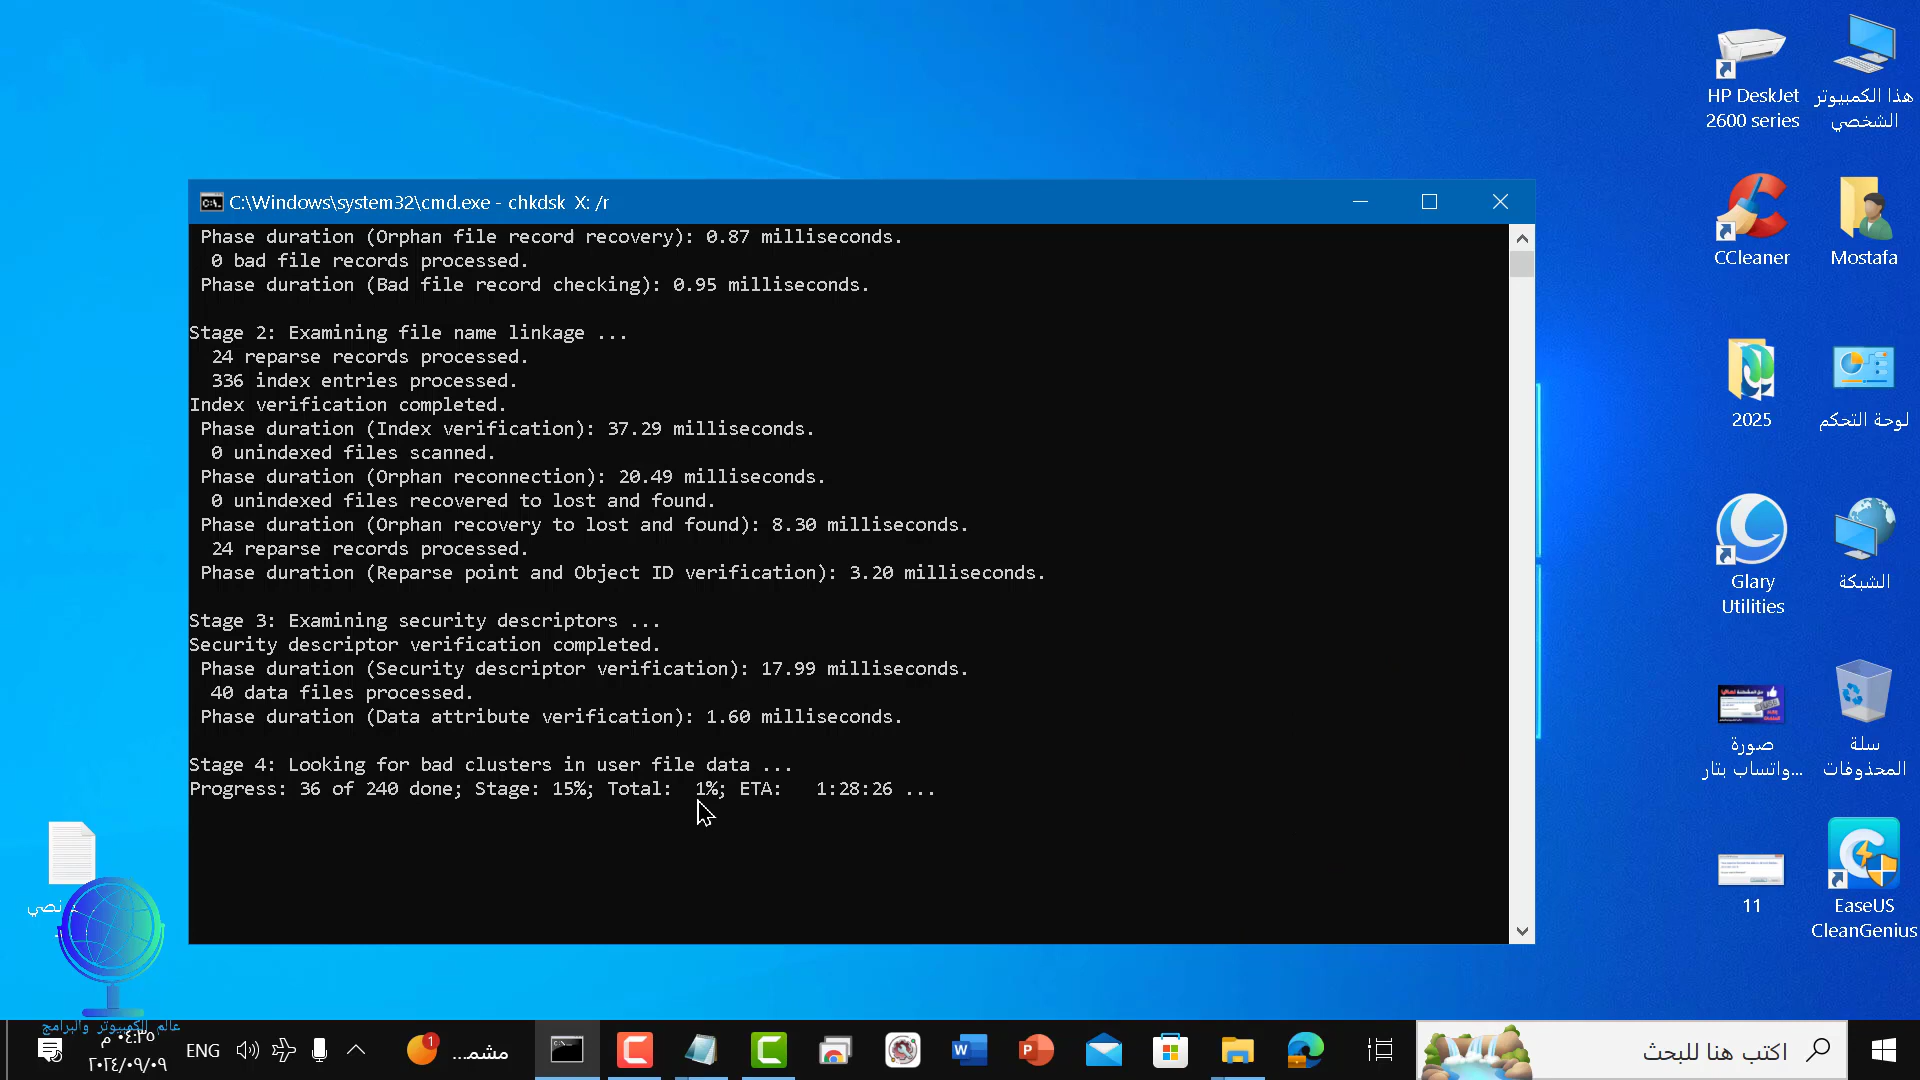 C:\Windows\system32\cmd.exe - chkdsk X: /r
Phase duration (Orphan file record recovery): 0.87 milliseconds.
0 bad file records processed.
Phase duration (Bad file record checking): 0.95 milliseconds.
Stage 2: Examining file name linkage ...
24 reparse records processed.
336 index entries processed.
Index verification completed.
Phase duration (Index verification): 37.29 milliseconds.
0 unindexed files scanned.
Phase duration (Orphan reconnection): 20.49 milliseconds.
0 unindexed files recovered to lost and found.
Phase duration (Orphan recovery to lost and found): 8.30 milliseconds.
24 reparse records processed.
Phase duration (Reparse point and Object ID verification): 3.20 milliseconds.
Stage 3: Examining security descriptors ...
Security descriptor verification completed.
Phase duration (Security descriptor verification): 17.99 milliseconds.
40 data files processed.
Phase duration (Data attribute verification): 1.60 milliseconds.
Stage 4: Looking for bad clusters in user file data ...
Progress: 36 of 240 done; Stage: 15%; Total: 1%; ETA: 1:28:26 ...
هذا الكمبيوتر
الشخصي
HP DeskJet
2600 series
Mostafa
CCleaner
لوحة التحكم
2025
الشبكة
Glary
Utilities
سلة
المحذوفات
صورة
واتساب بتار...
EaseUS
CleanGenius
11
عالم الكمبيوتر والبرامج
اكتب هنا للبحث
مشم...
1
ENG
٠٤:٣٥ م
٢٠٢٤/٠٩/٠٩